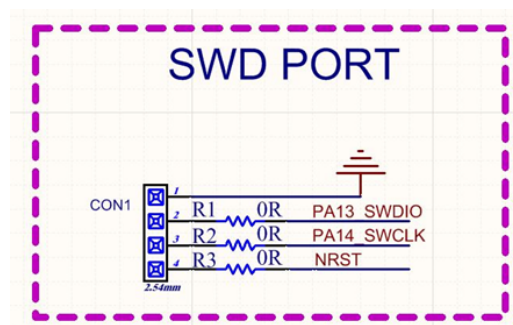 SWD PORT
CON1
1
2 R1 0R PA13_SWDIO
3 R2 0R PA14_SWCLK
4 R3 0R NRST
2.54mm